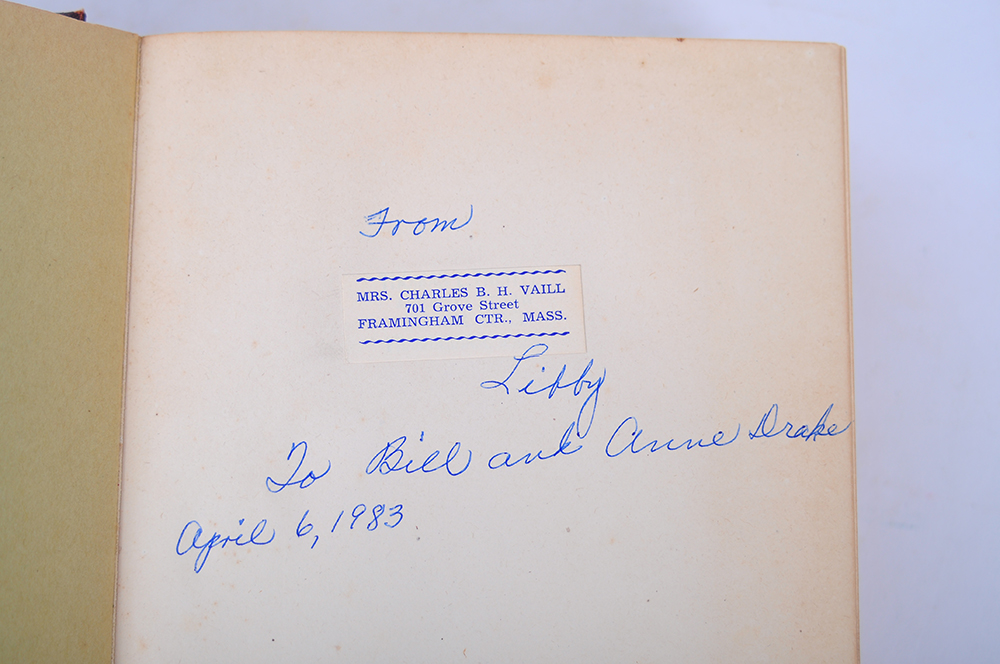 From
MRS. CHARLES B. H. VAILL
701 Grove Street
FRAMINGHAM CTR., MASS.
Libby
To Bill and Anne Drake
April 6, 1983